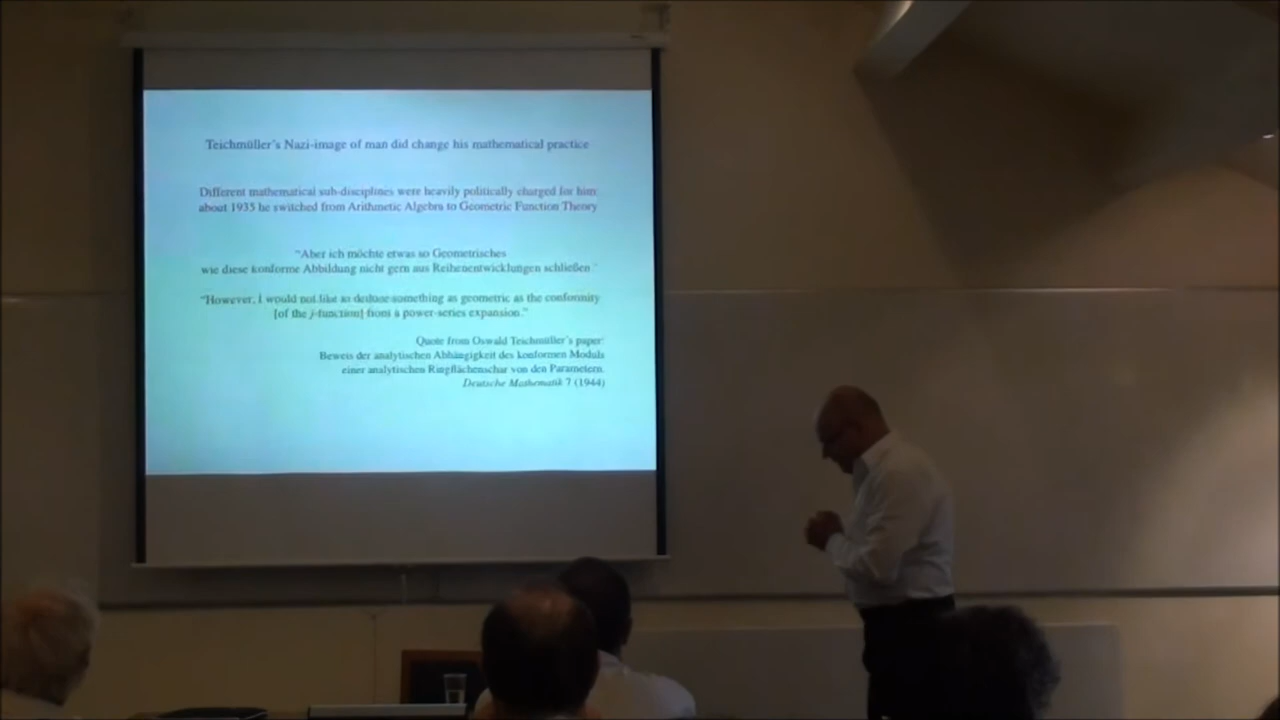 Teichmüller's Nazi-image of man did change his mathematical practice
Different mathematical sub-disciplines were heavily politically charged for him:
about 1935 he switched from Arithmetic Algebra to Geometric Function Theory
“Aber ich möchte etwas so Geometrisches
wie diese konforme Abbildung nicht gern aus Reihenentwicklungen schließen.”
“However, I would not like to deduce something as geometric as the conformity
[of the j-function] from a power-series expansion.”
Quote from Oswald Teichmüller's paper:
Beweis der analytischen Abhängigkeit des konformen Moduls
einer analytischen Ringflächenschar von den Parametern.
Deutsche Mathematik 7 (1944)